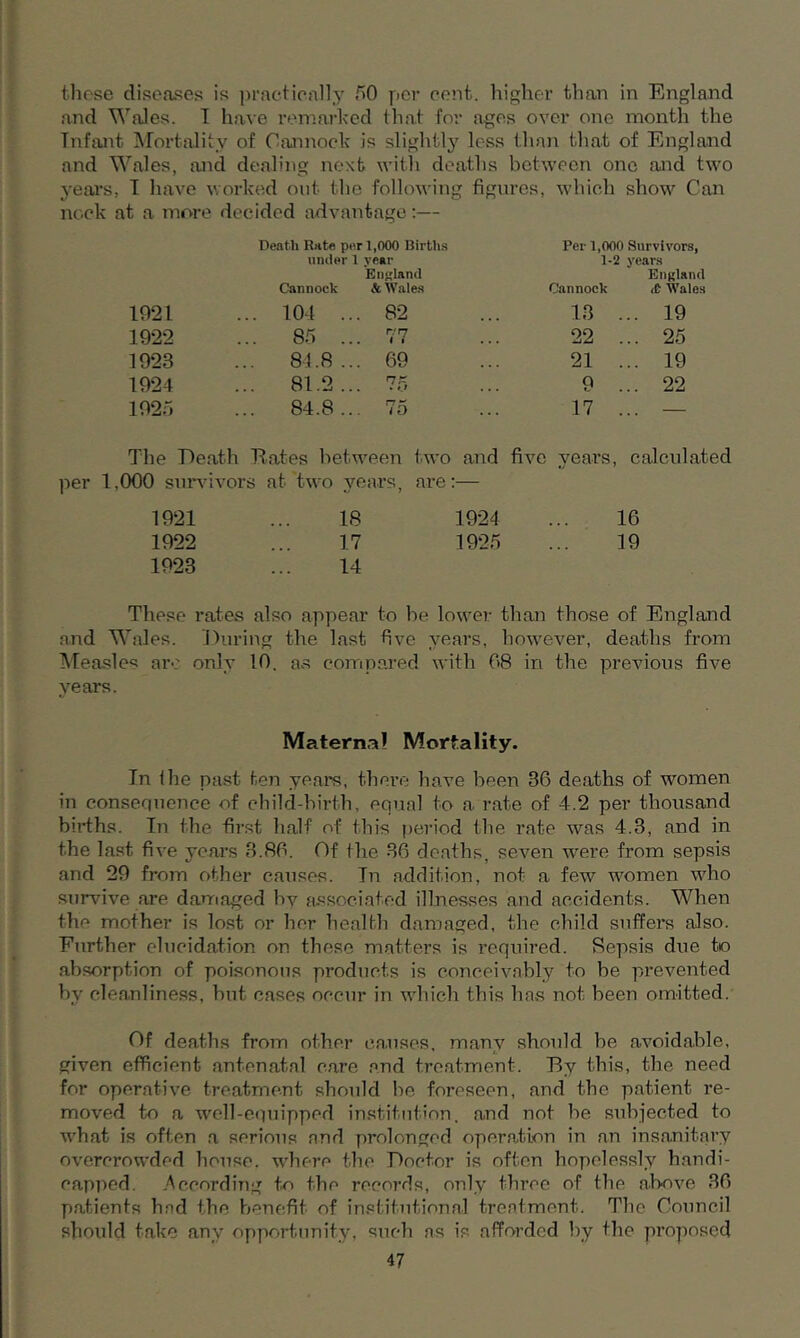 these diseases is practically 50 per cent. higher than in England
and Wales. I have remarked that for ages over one month the
Infant Mortality of Cannock is slightly less than that of England
and Wales, and dealing next with deaths between one and two
years, I have worked out the following figures, which show Can
nock at a more decided advantage:—
Death Rate per 1,000 Births Per 1,000 Survivors,
under 1 year 1-2 years
England England
Cannock & Wales Cannock & Wales
1921 ... 104 ... 82 ... 13 ... 19
1922 ... 85 ... 77 ... 22 ... 25
1923 ... 84.8 ... 69 ... 21 ... 19
1924 ... 81.2 ... 75 ... 9 ... 22
1925 ... 84.8 ... 75 ... 17 ... —
The Death Rates between two and five years, calculated
per 1,000 survivors at two years, are:—
1921 ... 18 1924 ... 16
1922 ... 17 1925 ... 19
1923 ... 14
These rates also appear to be lower than those of England
and Wales. During the last five years, however, deaths from
Measles are only 10, as compared with 68 in the previous five
years.
Maternal Mortality.
In the past ten years, there have been 36 deaths of women
in consequence of child-birth, equal to a rate of 4.2 per thousand
births. In the first half of this period the rate was 4.3, and in
the last five years 3.86. Of the 36 deaths, seven were from sepsis
and 29 from other causes. In addition, not a few women who
survive are damaged by associated illnesses and accidents. When
the mother is lost or her health damaged, the child suffers also.
Further elucidation on these matters is required. Sepsis due to
absorption of poisonous products is conceivably to be prevented
by cleanliness, but cases occur in which this has not been omitted.
Of deaths from other causes, many should be avoidable,
given efficient antenatal care and treatment. By this, the need
for operative treatment should be foreseen, and the patient re-
moved to a well-equipped institution, and not be subjected to
what is often a serious and prolonged operation in an insanitary
overcrowded house, where the Doctor is often hopelessly handi-
capped. According to the records, only three of the above 36
patients had the benefit of institutional treatment. The Council
should take any opportunity, such as is afforded by the proposed
47